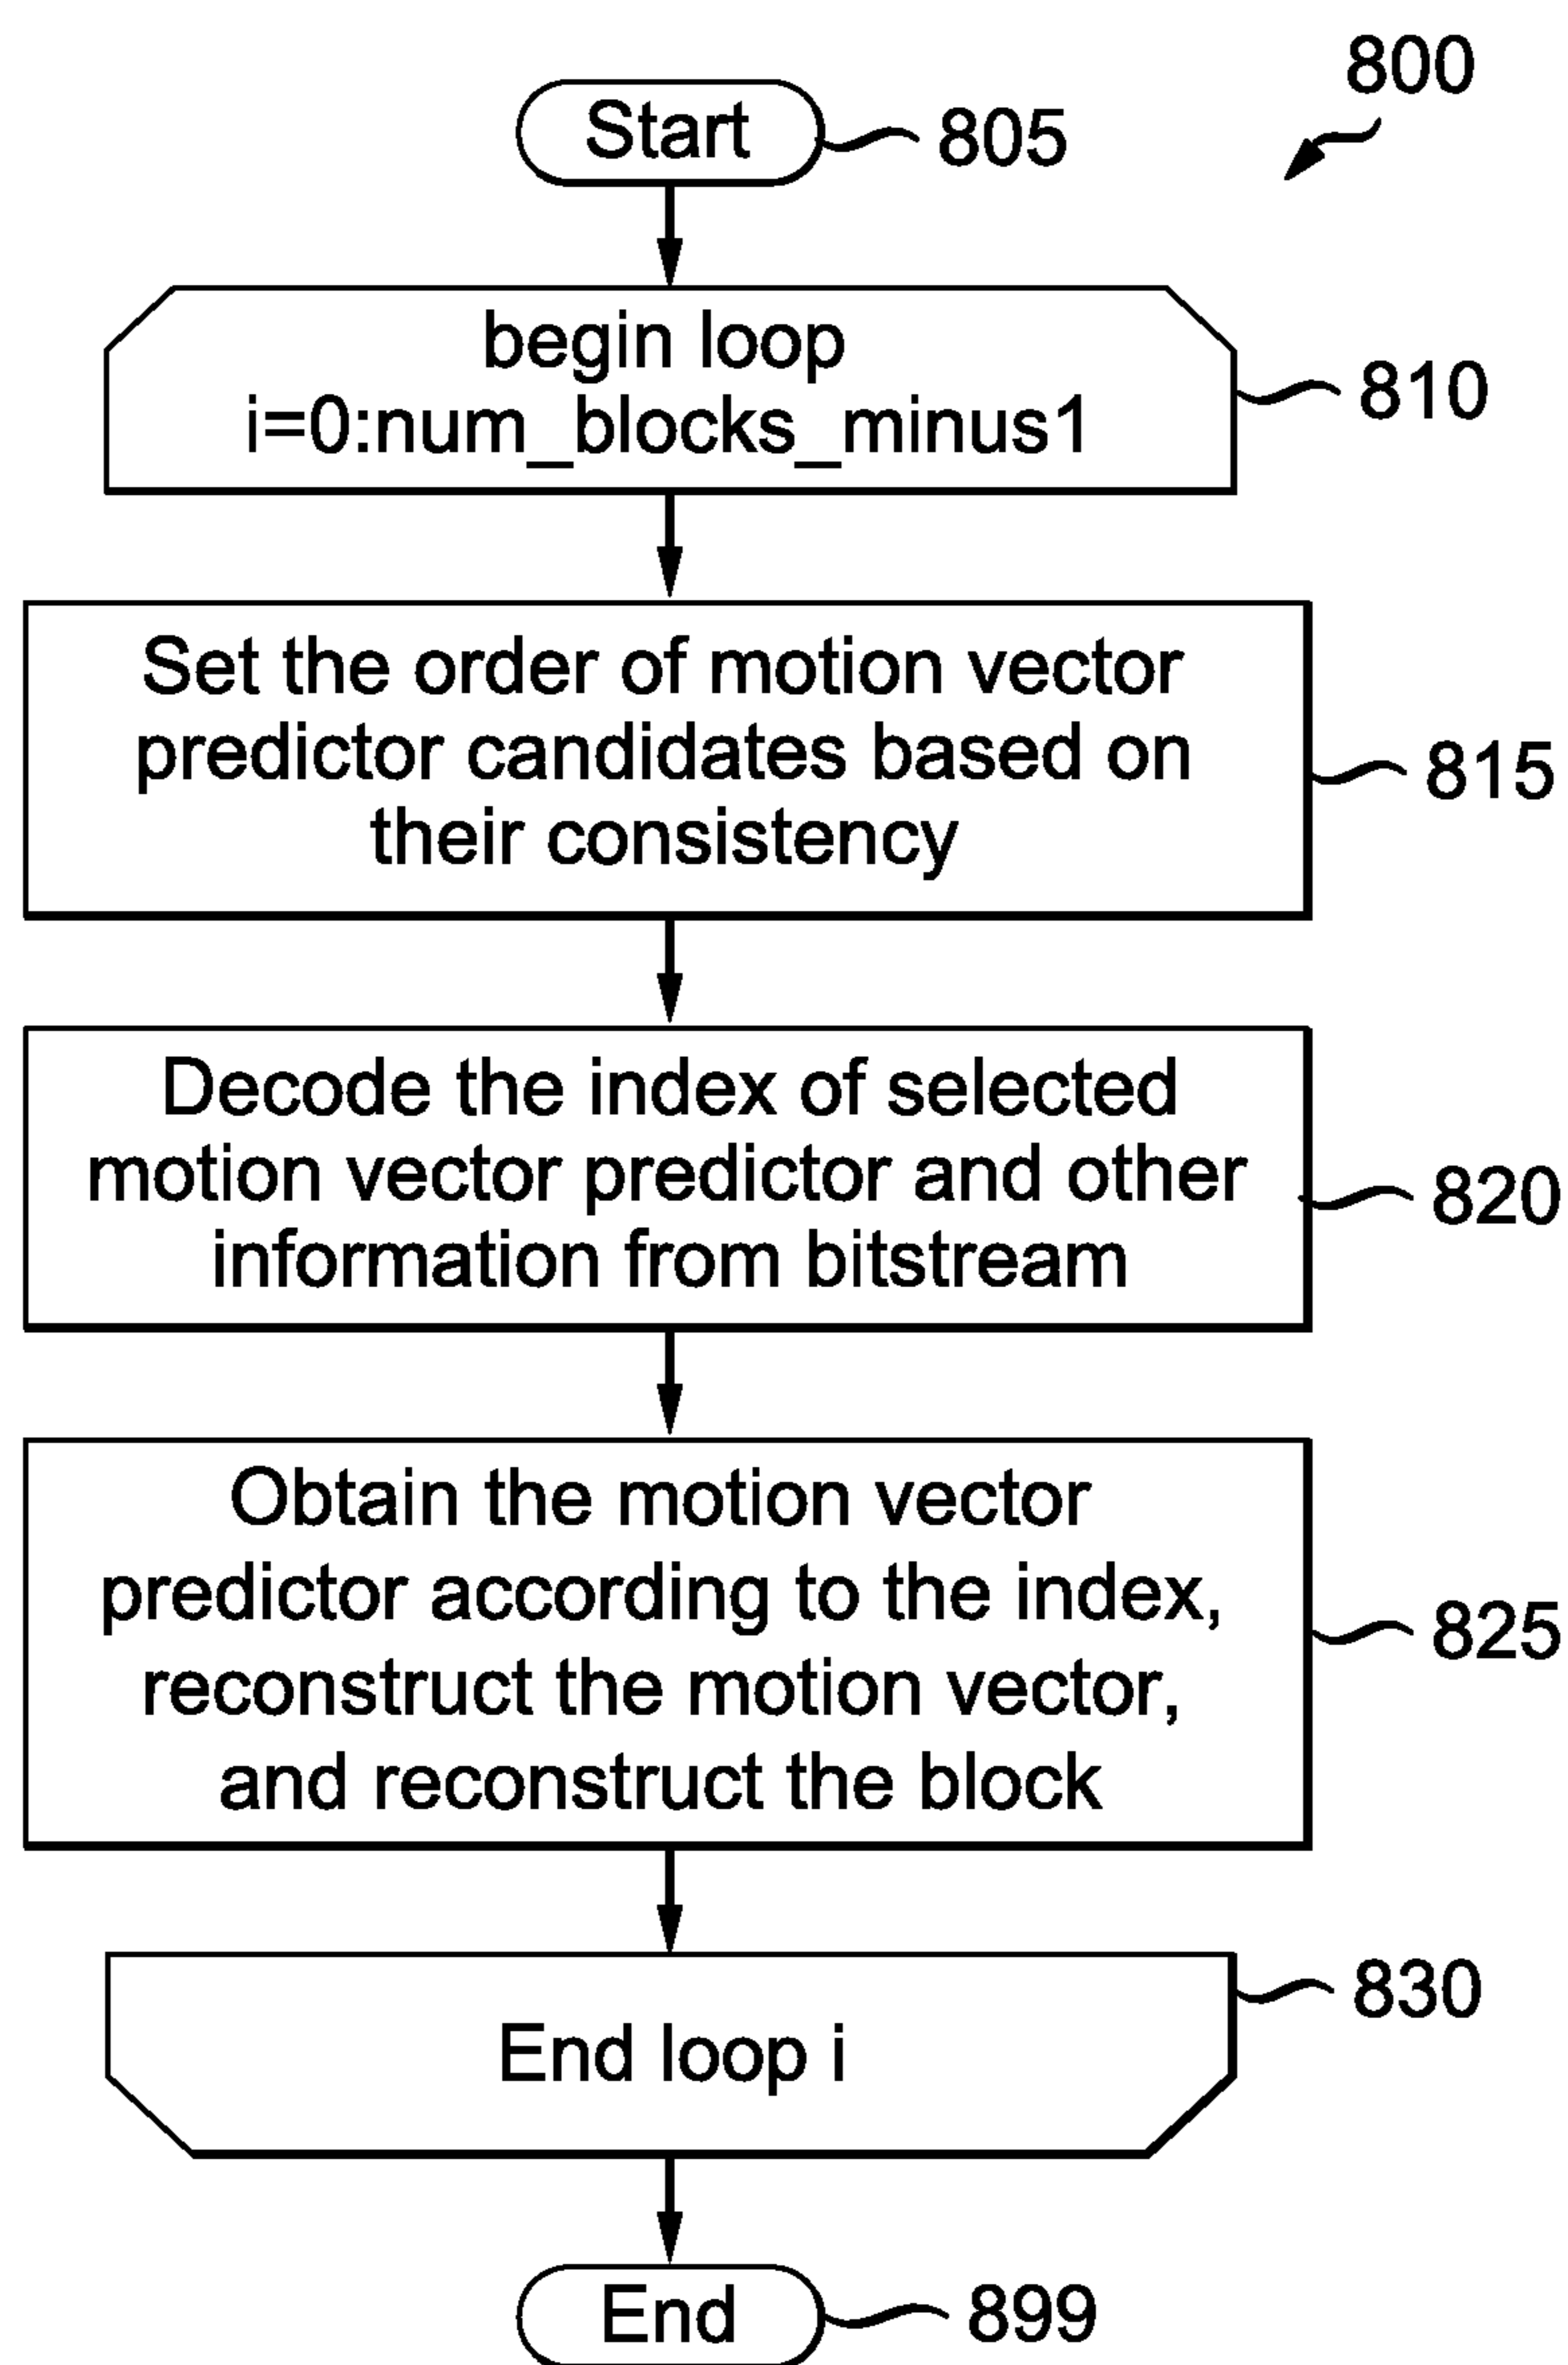 800
Start
805
begin loop
i=0:num_blocks_minus1
810
Set the order of motion vector
predictor candidates based on
their consistency
815
Decode the index of selected
motion vector predictor and other
information from bitstream
820
Obtain the motion vector
predictor according to the index,
reconstruct the motion vector,
and reconstruct the block
825
End loop i
830
End
899